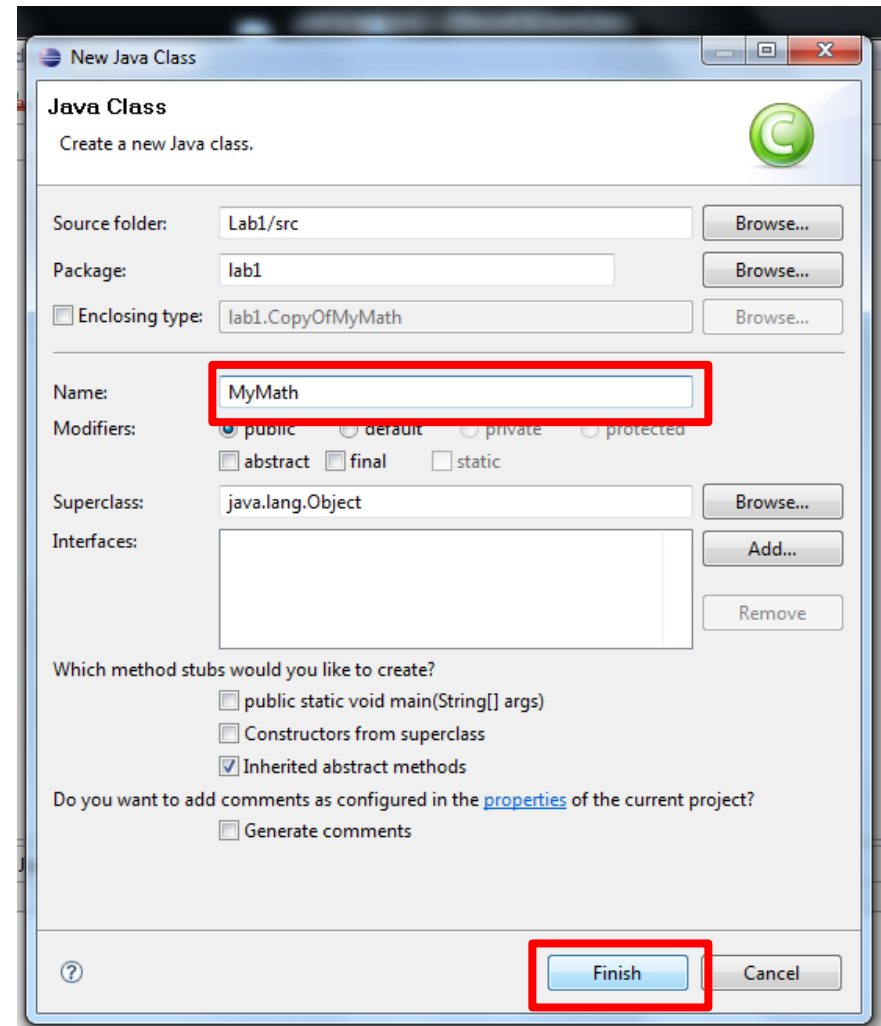 New Java Class
Java Class
Create a new Java class.
Source folder: Lab1/src Browse...
Package: lab1 Browse...
Enclosing type: lab1.CopyOfMyMath Browse...
Name: MyMath
Modifiers: public default private protected
abstract final static
Superclass: java.lang.Object Browse...
Interfaces: Add...
Remove
Which method stubs would you like to create?
public static void main(String[] args)
Constructors from superclass
Inherited abstract methods
Do you want to add comments as configured in the properties of the current project?
Generate comments
? Finish Cancel